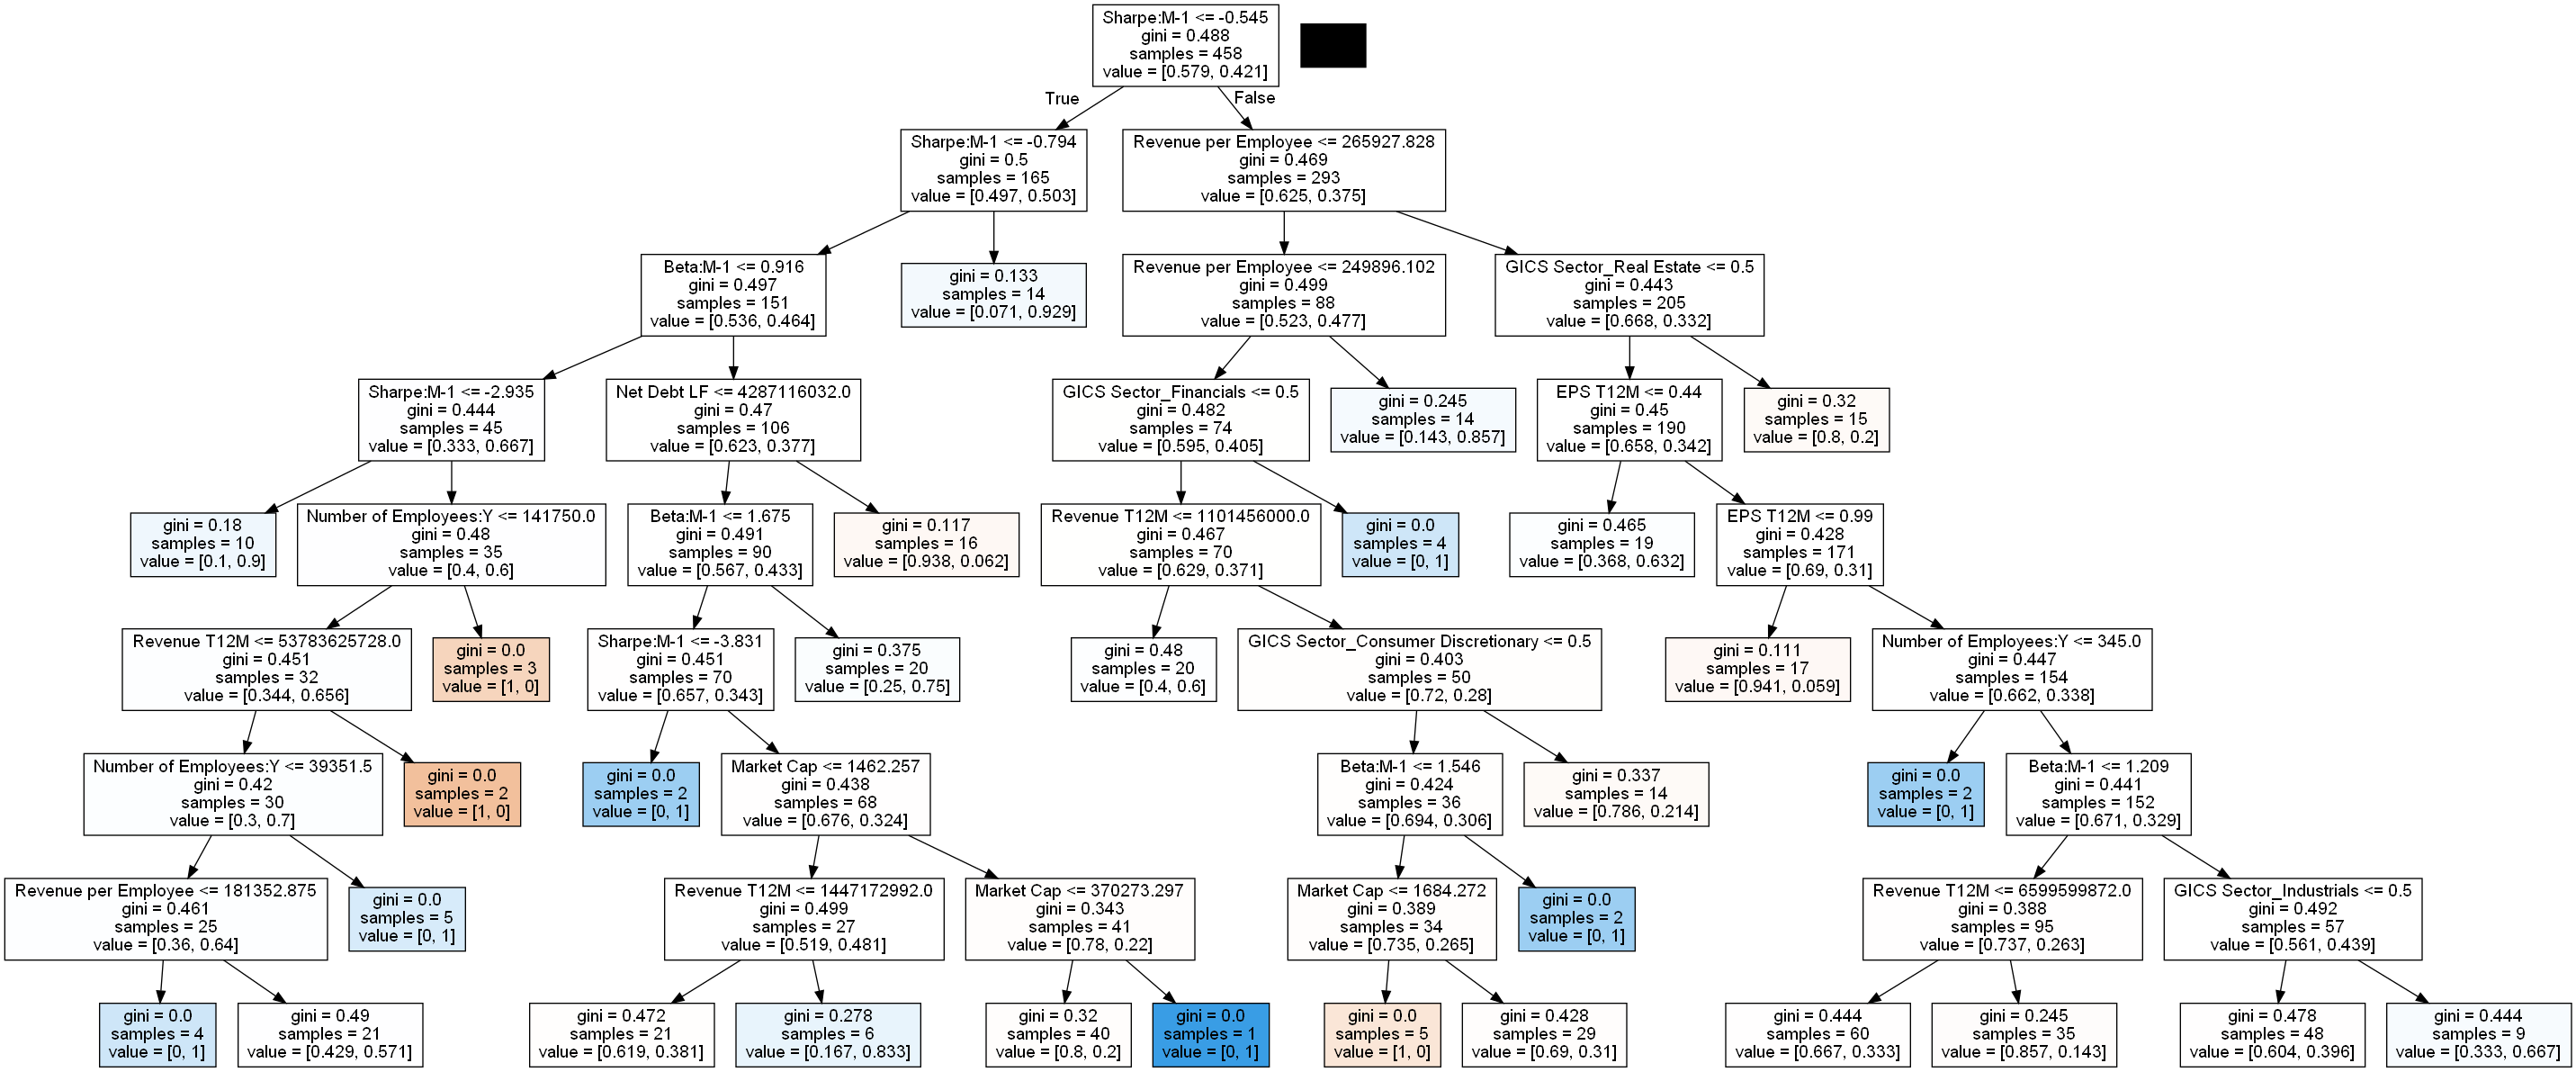 Sharpe:M-1 <= -0.545
gini = 0.488
samples = 458
value = [0.579, 0.421]
True
False
Sharpe:M-1 <= -0.794
gini = 0.5
samples = 165
value = [0.497, 0.503]
Revenue per Employee <= 265927.828
gini = 0.469
samples = 293
value = [0.625, 0.375]
Beta:M-1 <= 0.916
gini = 0.497
samples = 151
value = [0.536, 0.464]
gini = 0.133
samples = 14
value = [0.071, 0.929]
Revenue per Employee <= 249896.102
gini = 0.499
samples = 88
value = [0.523, 0.477]
GICS Sector_Real Estate <= 0.5
gini = 0.443
samples = 205
value = [0.668, 0.332]
Sharpe:M-1 <= -2.935
gini = 0.444
samples = 45
value = [0.333, 0.667]
Net Debt LF <= 4287116032.0
gini = 0.47
samples = 106
value = [0.623, 0.377]
GICS Sector_Financials <= 0.5
gini = 0.482
samples = 74
value = [0.595, 0.405]
gini = 0.245
samples = 14
value = [0.143, 0.857]
EPS T12M <= 0.44
gini = 0.45
samples = 190
value = [0.658, 0.342]
gini = 0.32
samples = 15
value = [0.8, 0.2]
gini = 0.18
samples = 10
value = [0.1, 0.9]
Number of Employees:Y <= 141750.0
gini = 0.48
samples = 35
value = [0.4, 0.6]
Beta:M-1 <= 1.675
gini = 0.491
samples = 90
value = [0.567, 0.433]
gini = 0.117
samples = 16
value = [0.938, 0.062]
Revenue T12M <= 1101456000.0
gini = 0.467
samples = 70
value = [0.629, 0.371]
gini = 0.0
samples = 4
value = [0, 1]
gini = 0.465
samples = 19
value = [0.368, 0.632]
EPS T12M <= 0.99
gini = 0.428
samples = 171
value = [0.69, 0.31]
Revenue T12M <= 53783625728.0
gini = 0.451
samples = 32
value = [0.344, 0.656]
gini = 0.0
samples = 3
value = [1, 0]
Sharpe:M-1 <= -3.831
gini = 0.451
samples = 70
value = [0.657, 0.343]
gini = 0.375
samples = 20
value = [0.25, 0.75]
gini = 0.48
samples = 20
value = [0.4, 0.6]
GICS Sector_Consumer Discretionary <= 0.5
gini = 0.403
samples = 50
value = [0.72, 0.28]
gini = 0.111
samples = 17
value = [0.941, 0.059]
Number of Employees:Y <= 345.0
gini = 0.447
samples = 154
value = [0.662, 0.338]
Number of Employees:Y <= 39351.5
gini = 0.42
samples = 30
value = [0.3, 0.7]
gini = 0.0
samples = 2
value = [1, 0]
gini = 0.0
samples = 2
value = [0, 1]
Market Cap <= 1462.257
gini = 0.438
samples = 68
value = [0.676, 0.324]
Beta:M-1 <= 1.546
gini = 0.424
samples = 36
value = [0.694, 0.306]
gini = 0.337
samples = 14
value = [0.786, 0.214]
gini = 0.0
samples = 2
value = [0, 1]
Beta:M-1 <= 1.209
gini = 0.441
samples = 152
value = [0.671, 0.329]
Revenue per Employee <= 181352.875
gini = 0.461
samples = 25
value = [0.36, 0.64]
gini = 0.0
samples = 5
value = [0, 1]
Revenue T12M <= 1447172992.0
gini = 0.499
samples = 27
value = [0.519, 0.481]
Market Cap <= 370273.297
gini = 0.343
samples = 41
value = [0.78, 0.22]
Market Cap <= 1684.272
gini = 0.389
samples = 34
value = [0.735, 0.265]
gini = 0.0
samples = 2
value = [0, 1]
Revenue T12M <= 6599599872.0
gini = 0.388
samples = 95
value = [0.737, 0.263]
GICS Sector_Industrials <= 0.5
gini = 0.492
samples = 57
value = [0.561, 0.439]
gini = 0.0
samples = 4
value = [0, 1]
gini = 0.49
samples = 21
value = [0.429, 0.571]
gini = 0.472
samples = 21
value = [0.619, 0.381]
gini = 0.278
samples = 6
value = [0.167, 0.833]
gini = 0.32
samples = 40
value = [0.8, 0.2]
gini = 0.0
samples = 1
value = [0, 1]
gini = 0.0
samples = 5
value = [1, 0]
gini = 0.428
samples = 29
value = [0.69, 0.31]
gini = 0.444
samples = 60
value = [0.667, 0.333]
gini = 0.245
samples = 35
value = [0.857, 0.143]
gini = 0.478
samples = 48
value = [0.604, 0.396]
gini = 0.444
samples = 9
value = [0.333, 0.667]